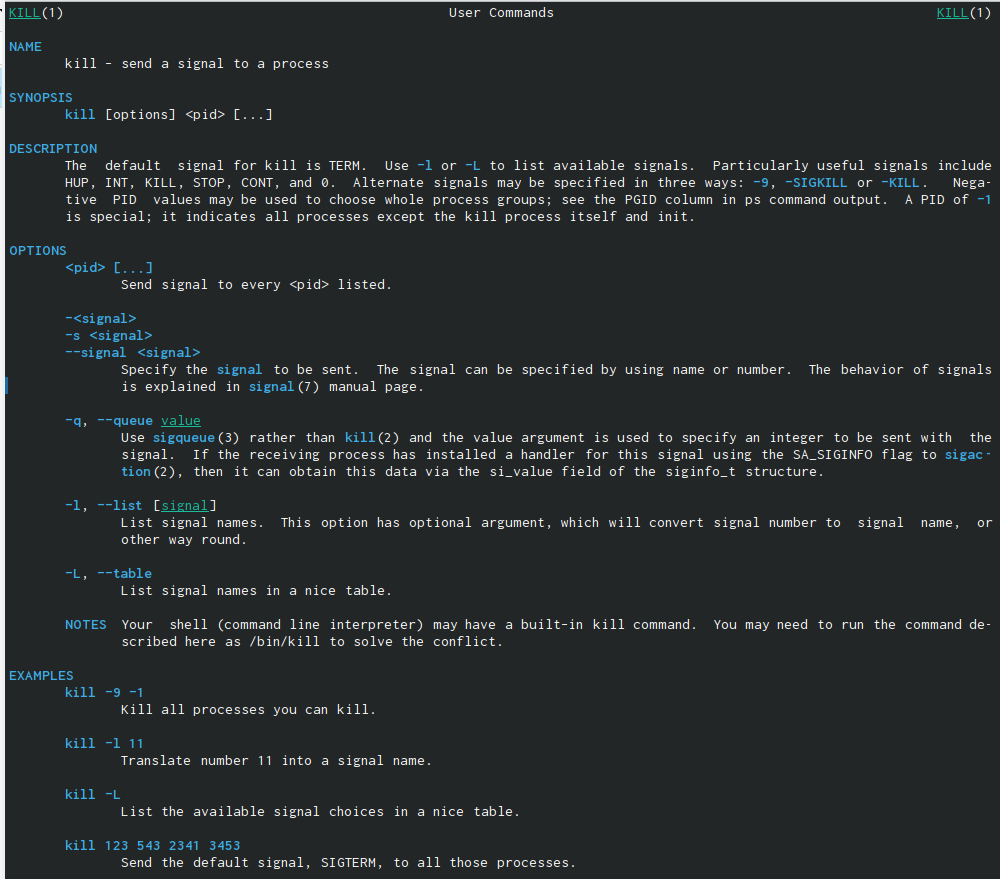 KILL(1) User Commands KILL(1)
NAME
kill - send a signal to a process
SYNOPSIS
kill [options] <pid> [...]
DESCRIPTION
The default signal for kill is TERM. Use -l or -L to list available signals. Particularly useful signals include
HUP, INT, KILL, STOP, CONT, and 0. Alternate signals may be specified in three ways: -9, -SIGKILL or -KILL. Nega-
tive PID values may be used to choose whole process groups; see the PGID column in ps command output. A PID of -1
is special; it indicates all processes except the kill process itself and init.
OPTIONS
<pid> [...]
Send signal to every <pid> listed.
-<signal>
-s <signal>
--signal <signal>
Specify the signal to be sent. The signal can be specified by using name or number. The behavior of signals
is explained in signal(7) manual page.
-q, --queue value
Use sigqueue(3) rather than kill(2) and the value argument is used to specify an integer to be sent with the
signal. If the receiving process has installed a handler for this signal using the SA_SIGINFO flag to sigac-
tion(2), then it can obtain this data via the si_value field of the siginfo_t structure.
-l, --list [signal]
List signal names. This option has optional argument, which will convert signal number to signal name, or
other way round.
-L, --table
List signal names in a nice table.
NOTES Your shell (command line interpreter) may have a built-in kill command. You may need to run the command de-
scribed here as /bin/kill to solve the conflict.
EXAMPLES
kill -9 -1
Kill all processes you can kill.
kill -l 11
Translate number 11 into a signal name.
kill -L
List the available signal choices in a nice table.
kill 123 543 2341 3453
Send the default signal, SIGTERM, to all those processes.